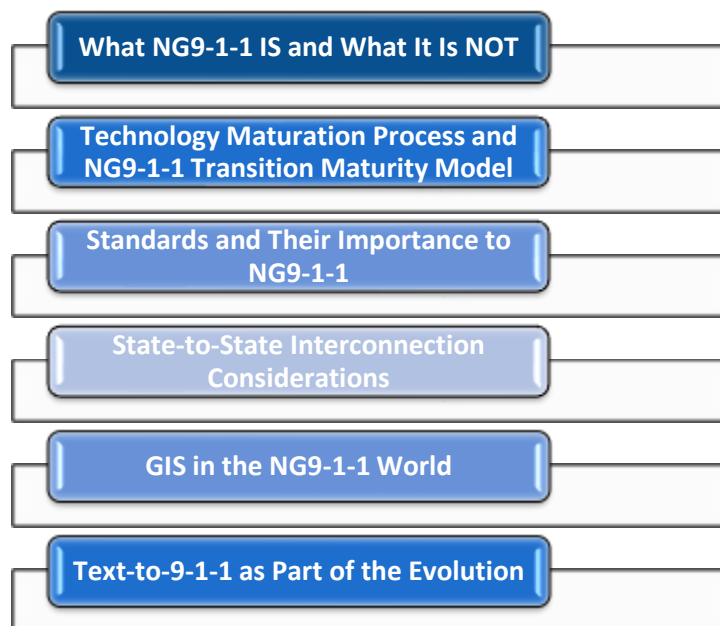 What NG9-1-1 IS and What It Is NOT
Technology Maturation Process and
NG9-1-1 Transition Maturity Model
Standards and Their Importance to
NG9-1-1
State-to-State Interconnection
Considerations
GIS in the NG9-1-1 World
Text-to-9-1-1 as Part of the Evolution